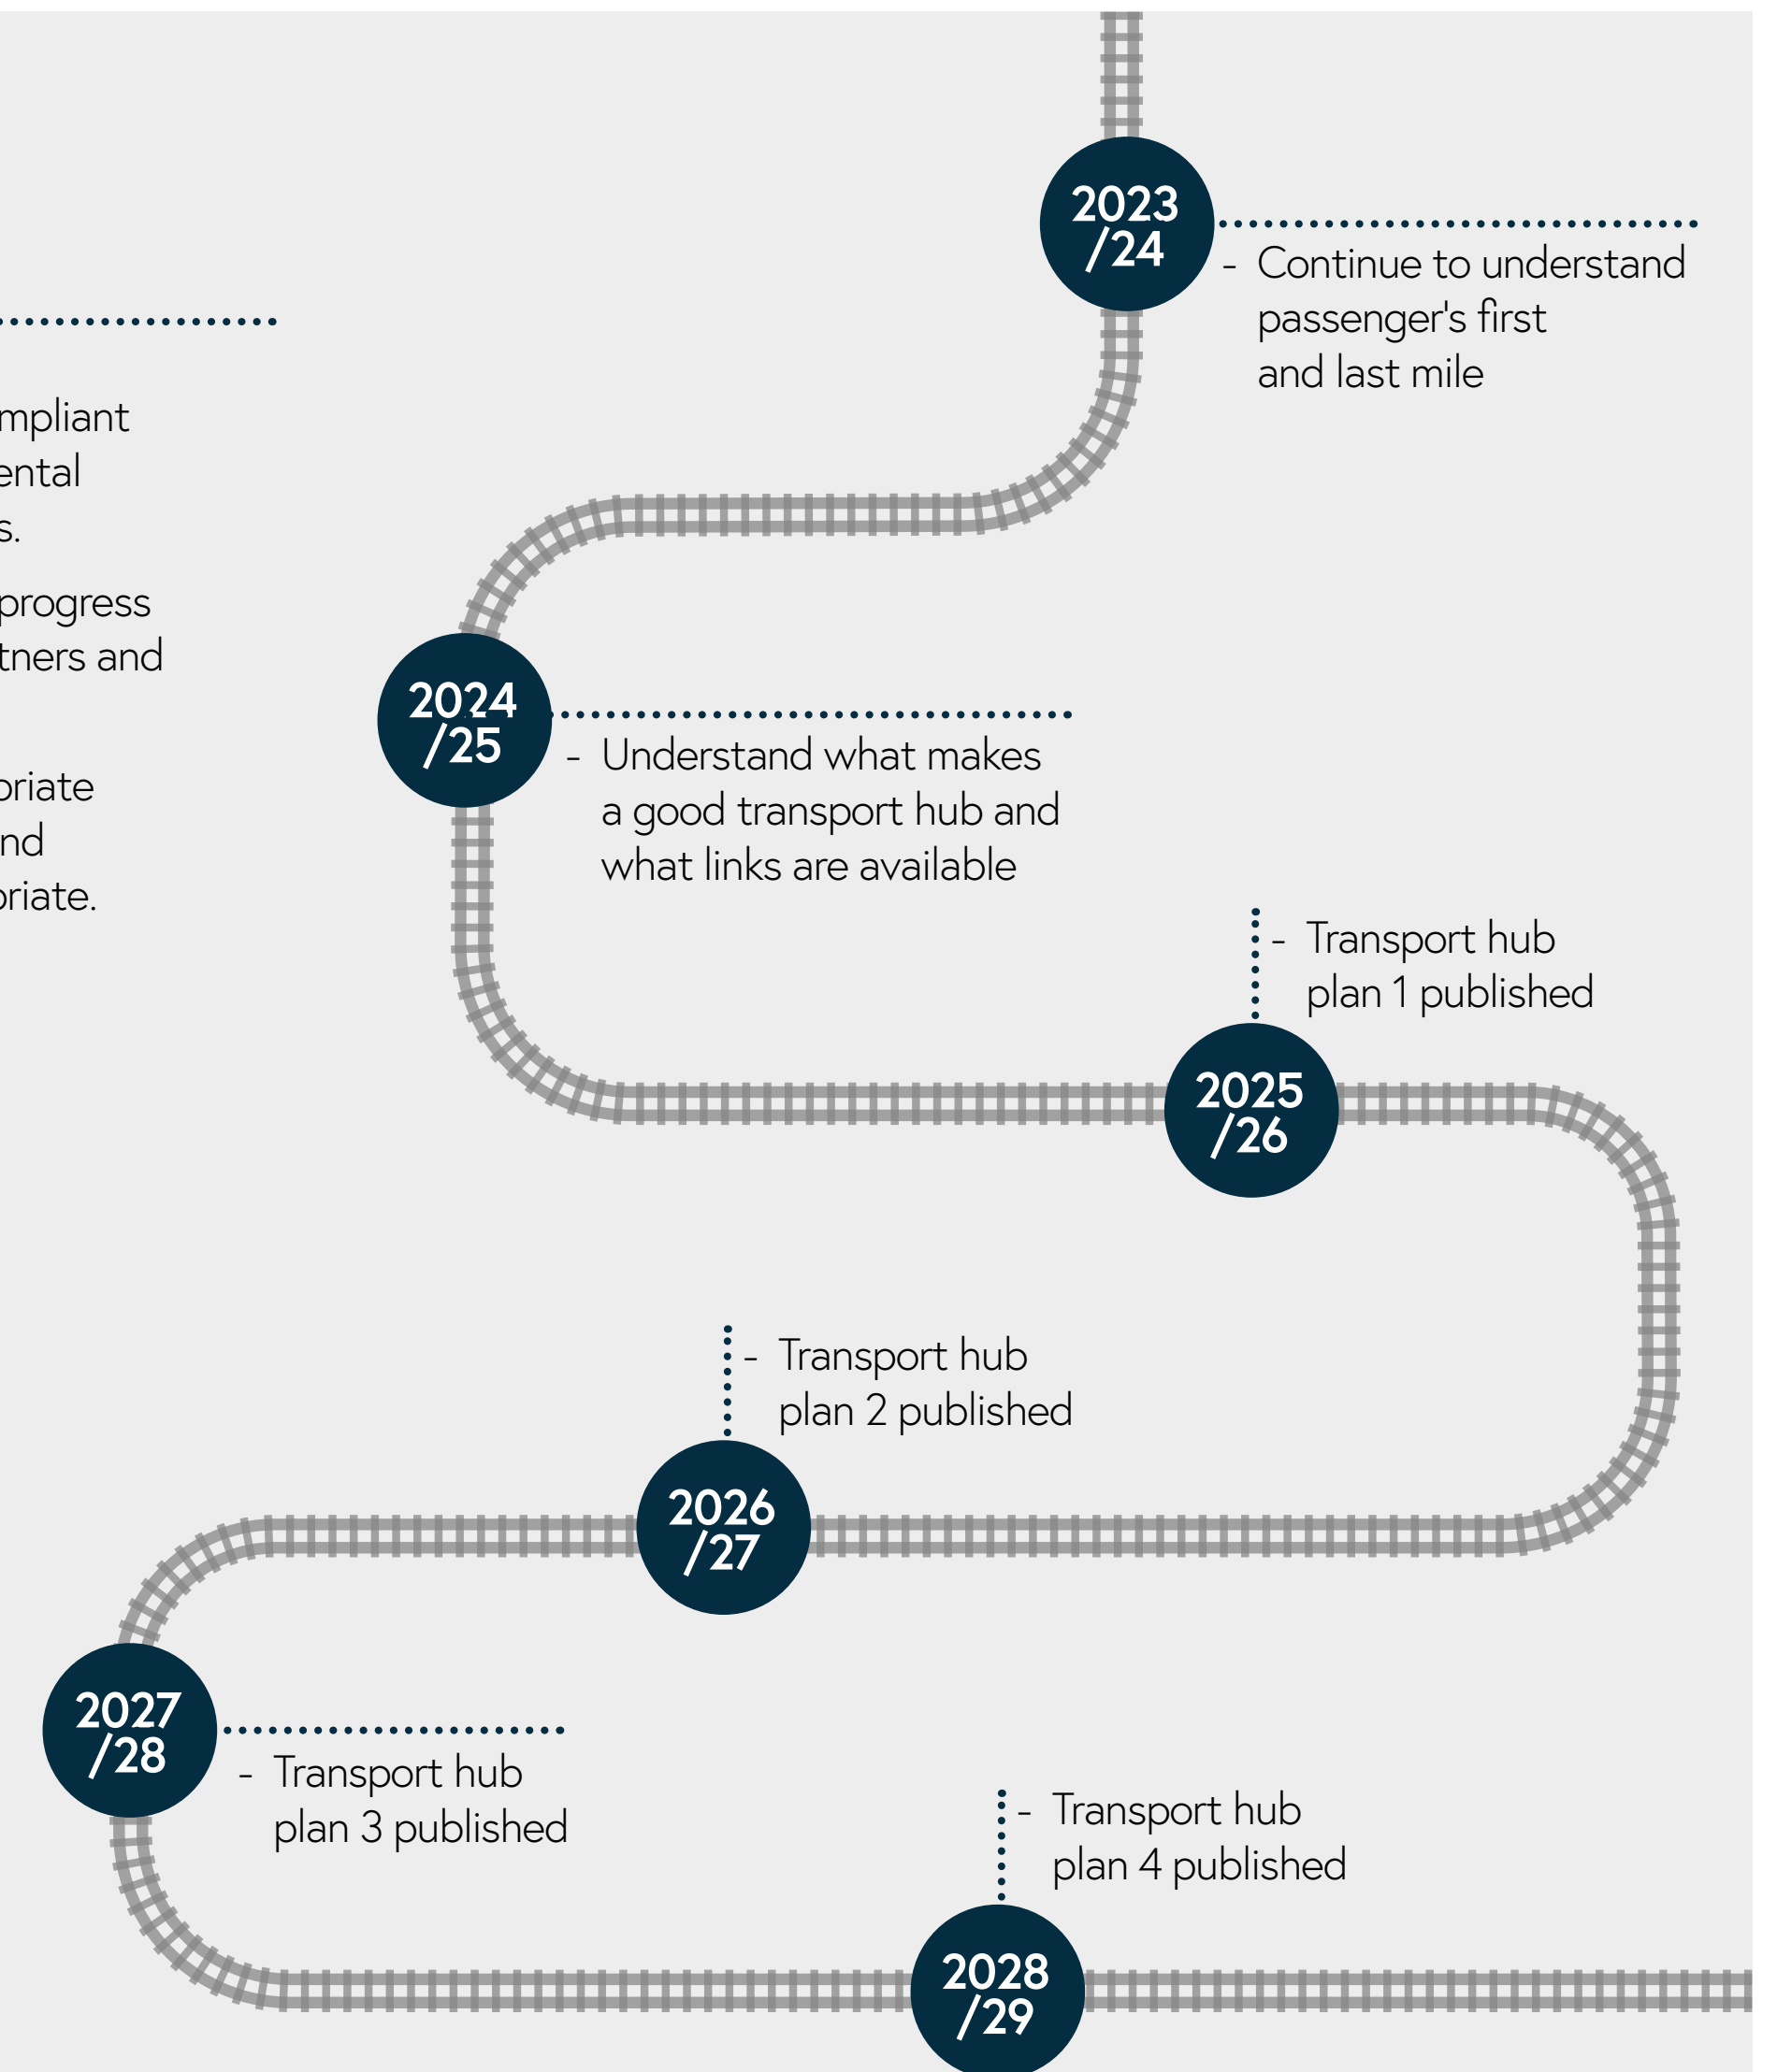 2023
/24
- Continue to understand
passenger's first
and last mile
mpliant
ental
s.
progress
tners and
oriate
nd
oriate.
2024
/25
- Understand what makes
a good transport hub and
what links are available
- Transport hub
plan 1 published
2025
/26
- Transport hub
plan 2 published
2026
/27
2027
/28
- Transport hub
plan 3 published
- Transport hub
plan 4 published
2028
/29